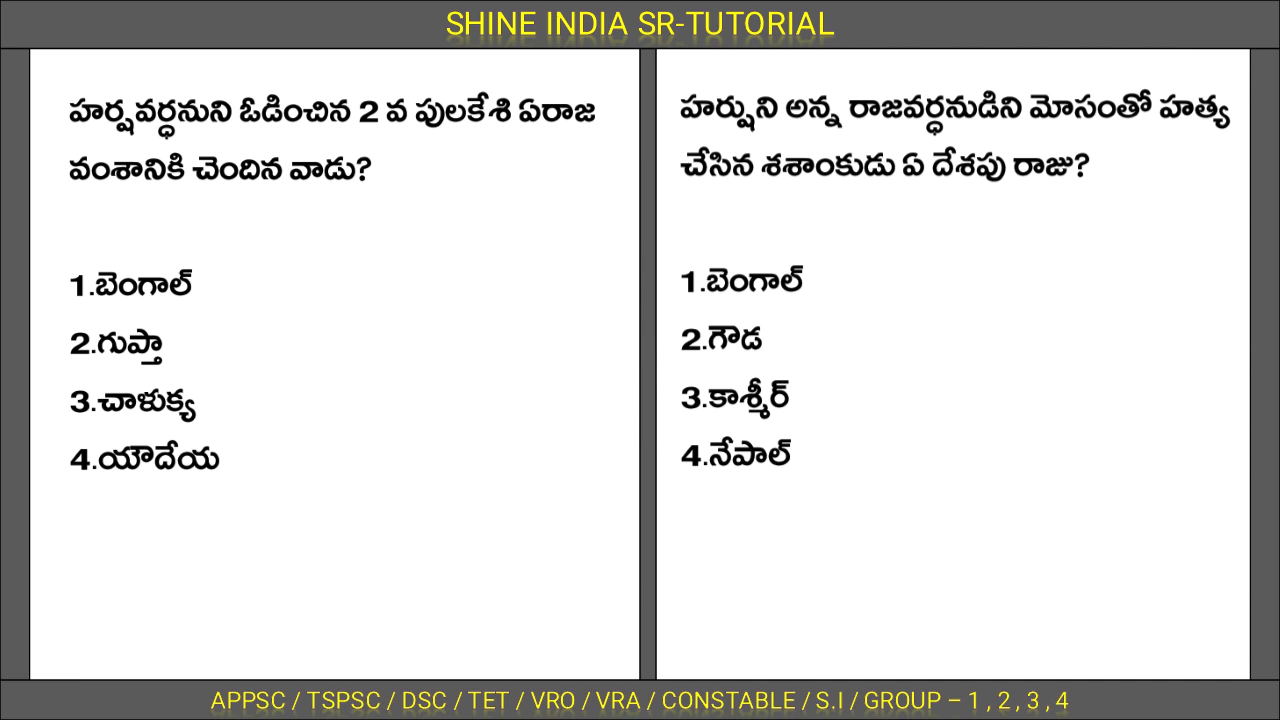 SHINE INDIA SR-TUTORIAL
హర్షవర్ధనుని ఓడించిన 2 వ పులకేశి ఏరాజ
వంశానికి చెందిన వాడు?
1.బెంగాల్
2.గుప్తా
3.చాళుక్య
4.యౌదేయ
హర్షుని అన్న రాజవర్ధనుడిని మోసంతో హత్య
చేసిన శశాంకుడు ఏ దేశపు రాజు?
1.బెంగాల్
2.గౌడ
3.కాశ్మీర్
4.నేపాల్
APPSC / TSPSC / DSC / TET / VRO / VRA / CONSTABLE / S.I / GROUP – 1 , 2 , 3 , 4